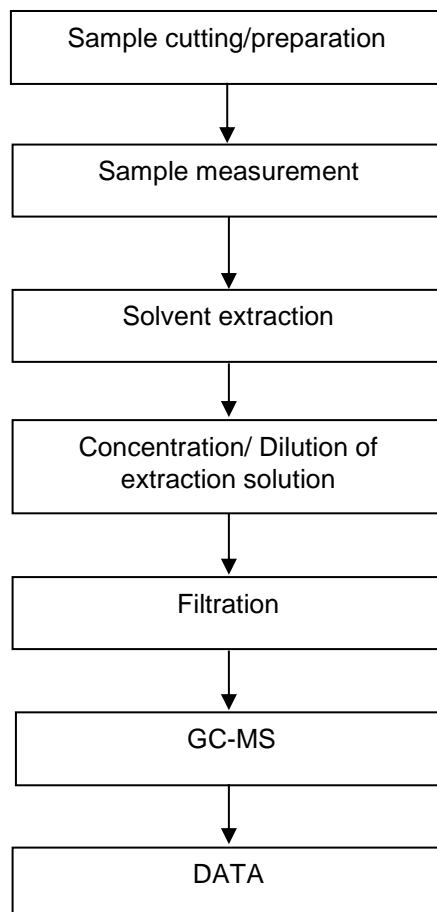 Sample cutting/preparation
Sample measurement
Solvent extraction
Concentration/ Dilution of
extraction solution
Filtration
GC-MS
DATA